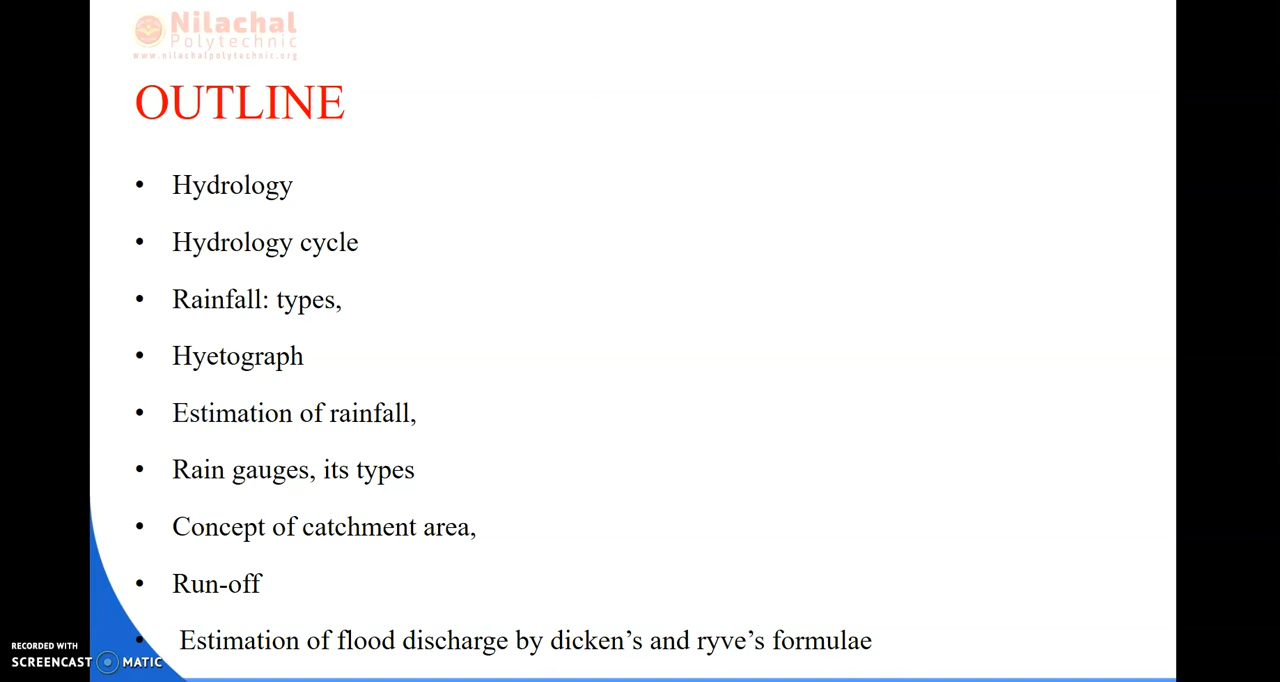 Nilachal
Polytechnic
www.nilachalpolytechnic.org
OUTLINE
• Hydrology
• Hydrology cycle
• Rainfall: types,
• Hyetograph
• Estimation of rainfall,
• Rain gauges, its types
• Concept of catchment area,
• Run-off
• Estimation of flood discharge by dicken's and ryve's formulae
RECORDED WITH
SCREENCAST MATIC